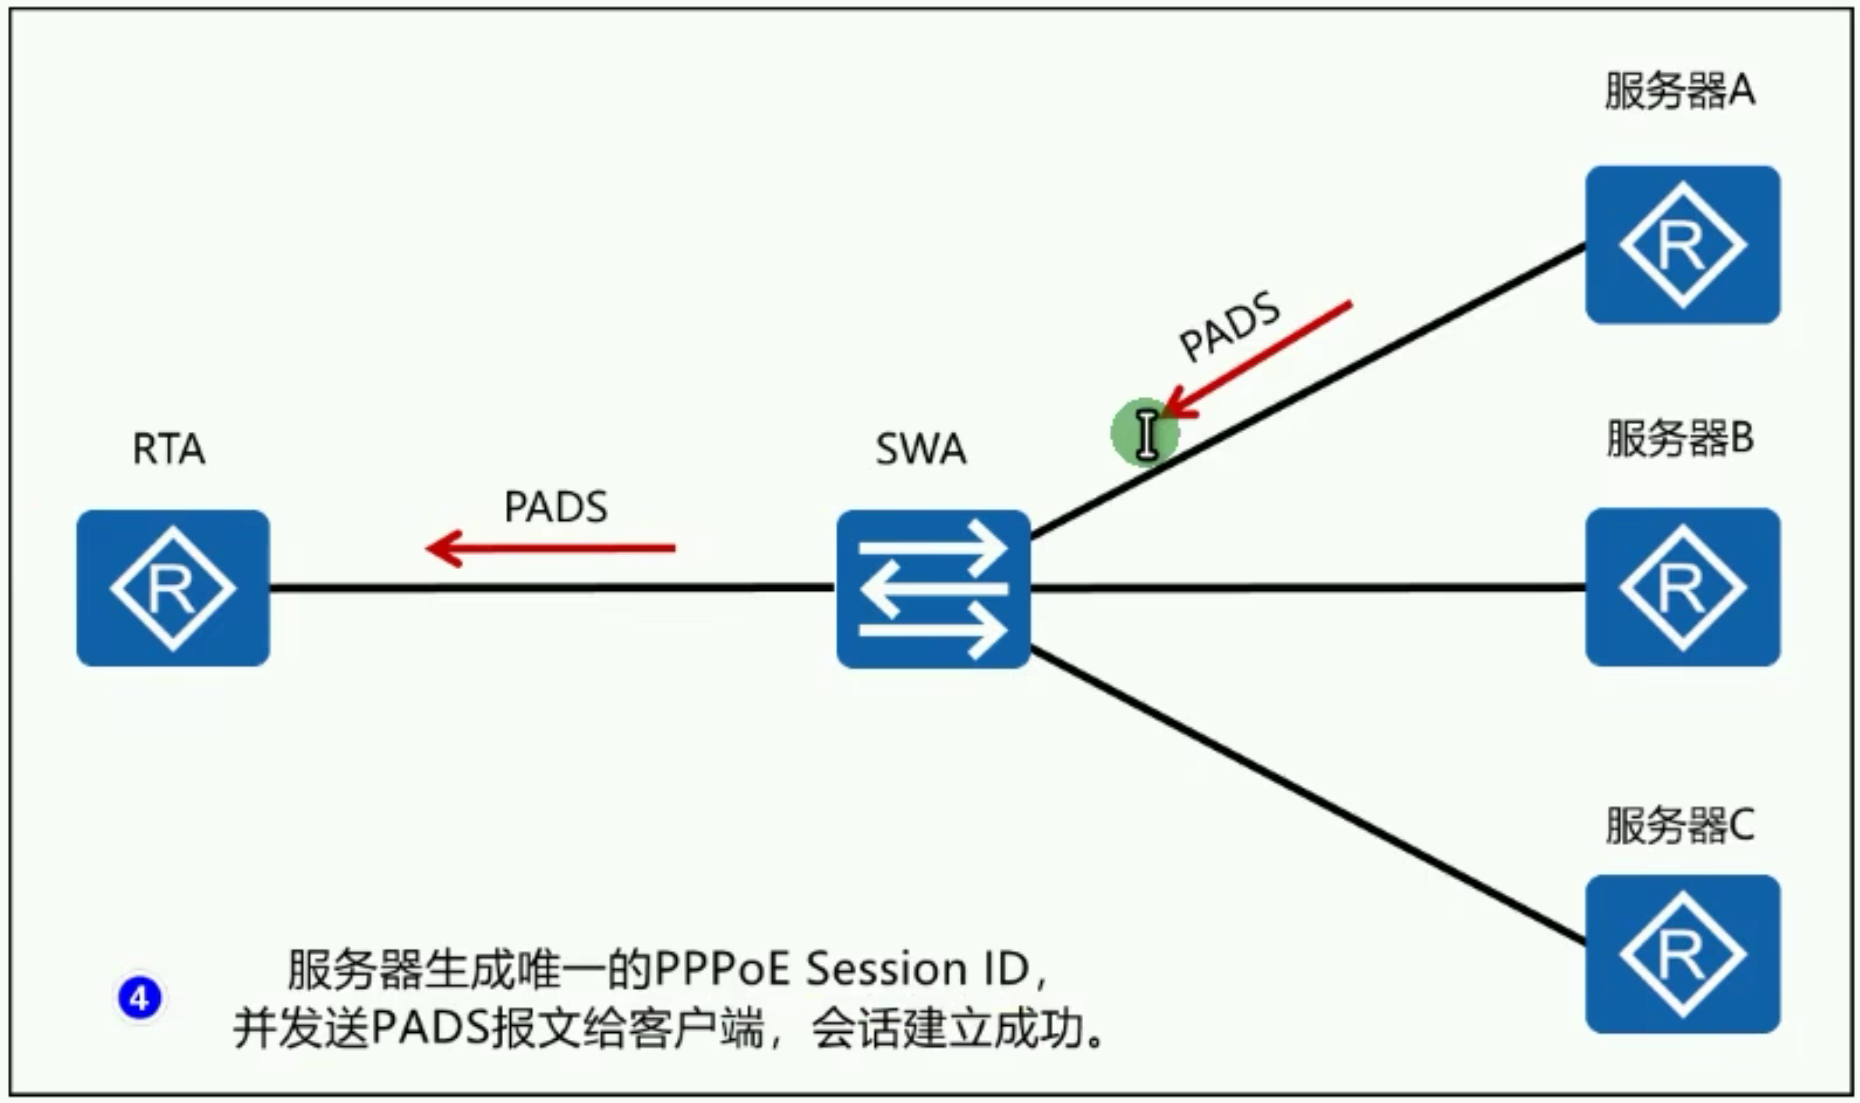 服务器A
PADS
服务器B
RTA
SWA
PADS
服务器C
4
服务器生成唯一的PPPoE Session ID，
并发送PADS报文给客户端，会话建立成功。
R
R
R
R